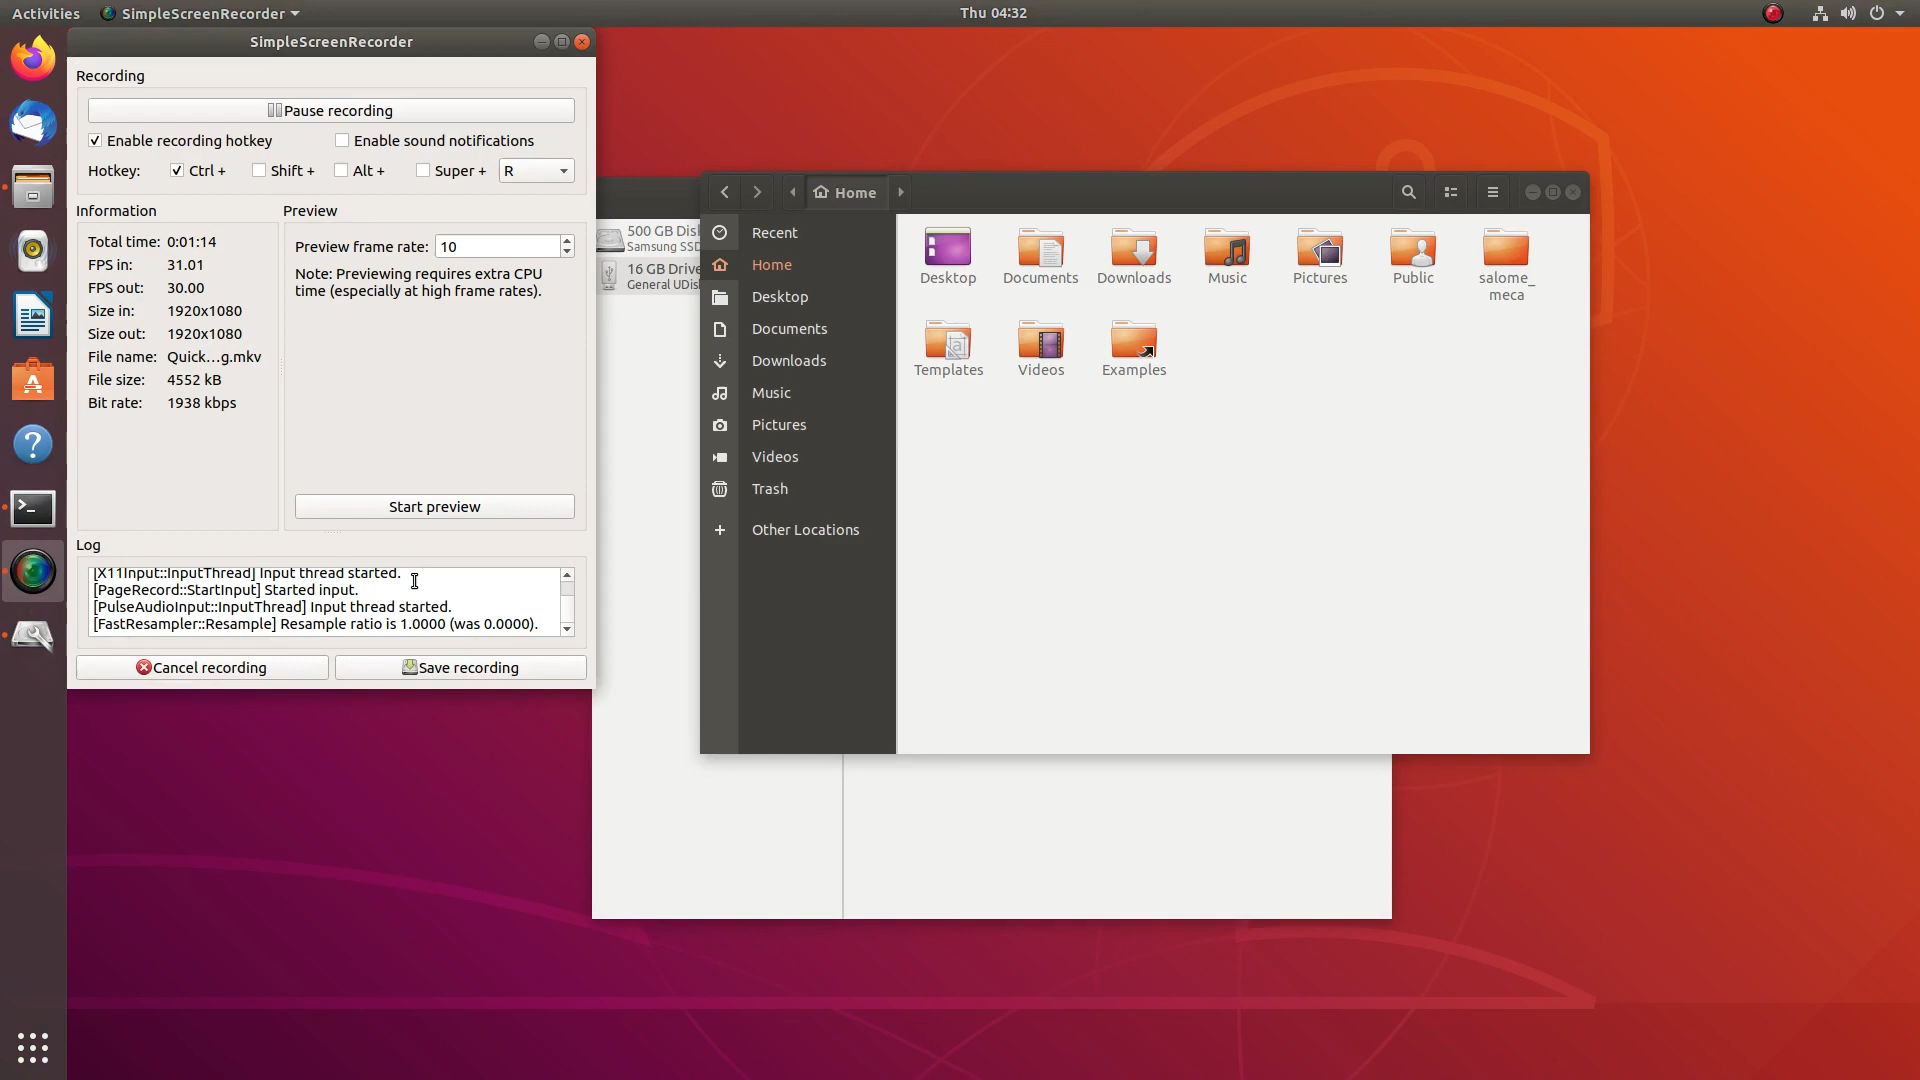 Activities
SimpleScreenRecorder
Thu 04:32
SimpleScreenRecorder
Recording
Pause recording
Enable recording hotkey
Enable sound notifications
Hotkey:
Ctrl +
Shift +
Alt +
Super +
R
Information
Total time: 0:01:14
FPS in: 31.01
FPS out: 30.00
Size in: 1920x1080
Size out: 1920x1080
File name: Quick...g.mkv
File size: 4552 kB
Bit rate: 1938 kbps
Preview
Preview frame rate: 10
Note: Previewing requires extra CPU
time (especially at high frame rates).
Start preview
Log
[X11Input::InputThread] Input thread started.
[PageRecord::StartInput] Started input.
[PulseAudioInput::InputThread] Input thread started.
[FastResampler::Resample] Resample ratio is 1.0000 (was 0.0000).
Cancel recording
Save recording
500 GB Dis
Samsung SSD
16 GB Drive
General UDis
Home
Recent
Home
Desktop
Documents
Downloads
Music
Pictures
Videos
Trash
Other Locations
Desktop
Documents
Downloads
Music
Pictures
Public
salome_
meca
Templates
Videos
Examples